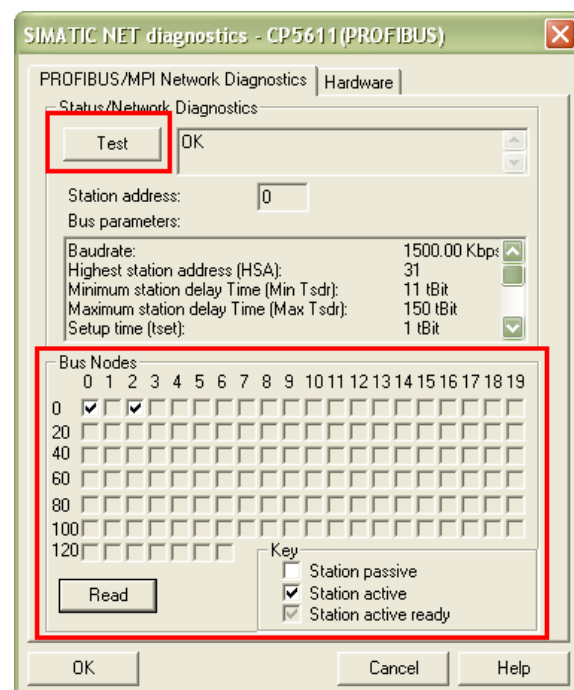 SIMATIC NET diagnostics - CP5611(PROFIBUS)
PROFIBUS/MPI Network Diagnostics Hardware
Status/Network Diagnostics
Test OK
Station address: 0
Bus parameters:
Baudrate: 1500.00 Kbps
Highest station address (HSA): 31
Minimum station delay Time (Min Tsdr): 11 tBit
Maximum station delay Time (Max Tsdr): 150 tBit
Setup time (tset): 1 tBit
Bus Nodes
0 1 2 3 4 5 6 7 8 9 10 11 12 13 14 15 16 17 18 19
0
20
40
60
80
100
120
Key
Station passive
Read
Station active
Station active ready
OK Cancel Help